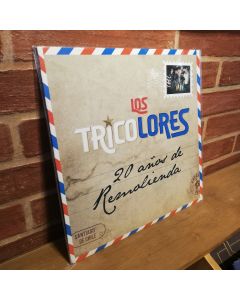 LOS
TRICOLORES
20 años de
Remolienda
SANTIAGO
DE CHILE